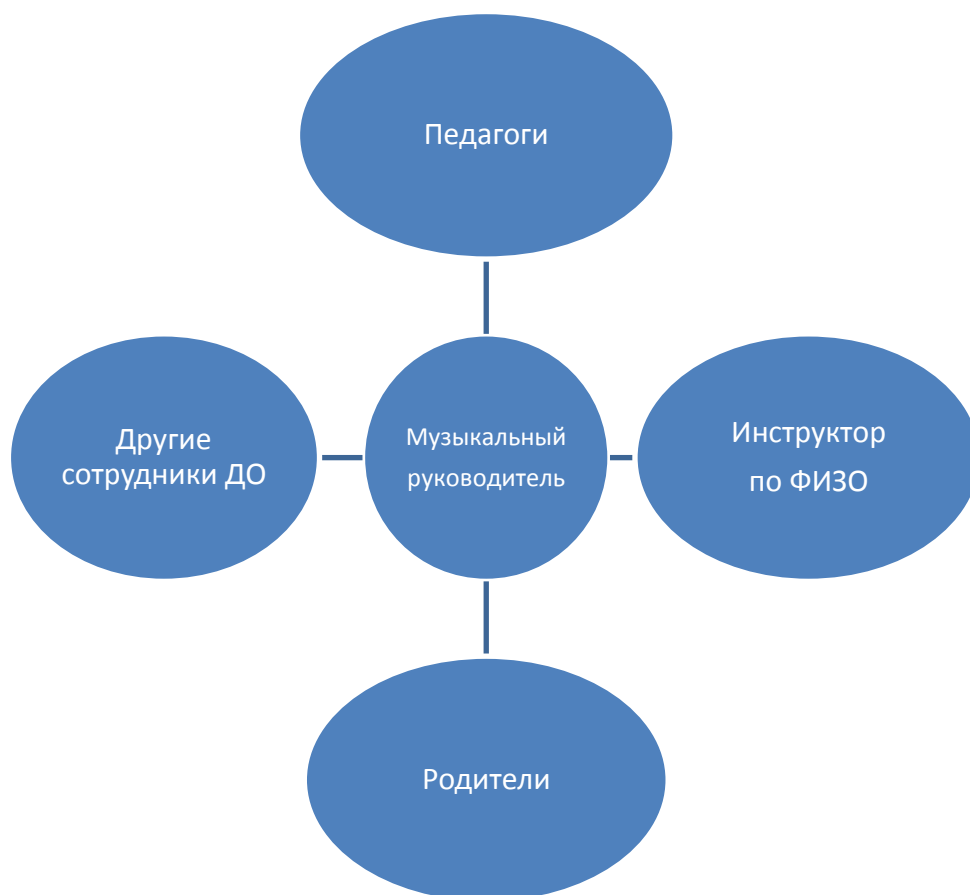 Педагоги
Другие
сотрудники ДО
Музыкальный
руководитель
Инструктор
по ФИЗО
Родители